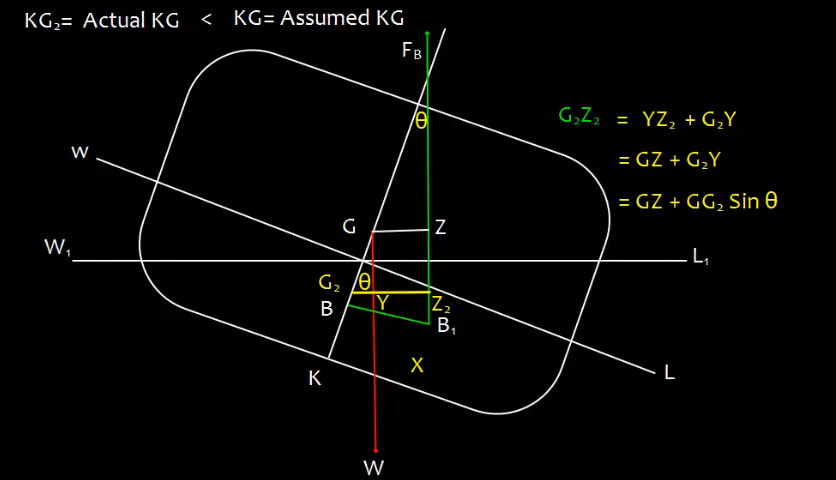 KG₂= Actual KG < KG= Assumed KG
F_B
θ
G₂Z₂ = YZ₂ + G₂Y
= GZ + G₂Y
= GZ + GG₂ Sin θ
w
G
Z
W₁
L₁
G₂
θ
Y
Z₂
B
B₁
X
K
L
W